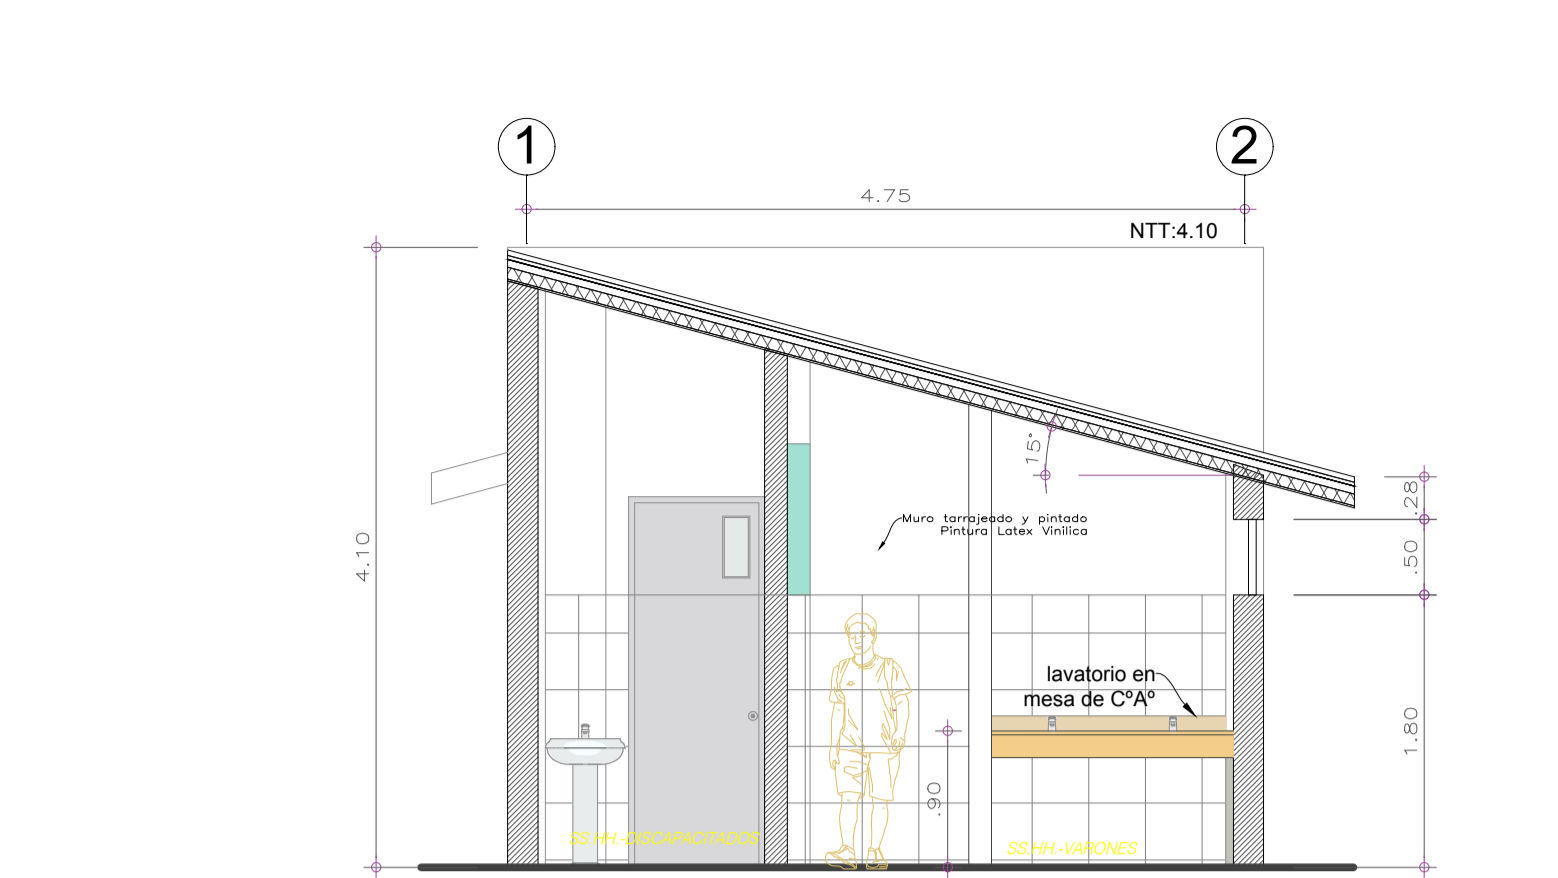 1
2
4.75
NTT:4.10
15°
.28
Muro tarrajeado y pintado
Pintura Latex Vinilica
4.10
.50
lavatorio en
mesa de CºAº
1.80
.90
SS.HH.-DISCAPACITADOS
SS.HH.-VARONES